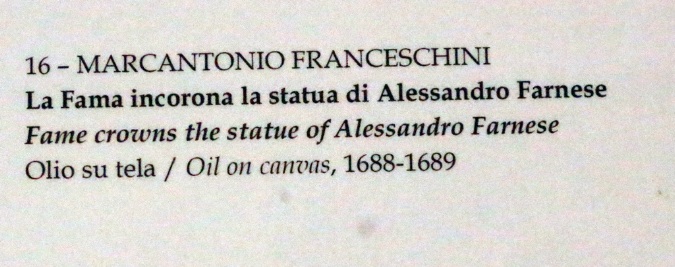 16 – MARCANTONIO FRANCESCHINI
La Fama incorona la statua di Alessandro Farnese
Fame crowns the statue of Alessandro Farnese
Olio su tela / Oil on canvas, 1688-1689